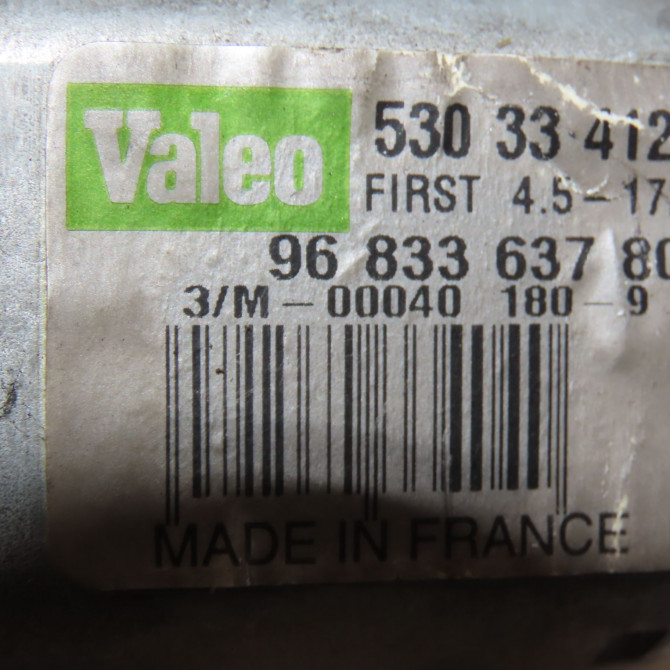 Valeo
530 33 412
FIRST 4.5-17
96 833 637 80
3/M-00040 180-9
MADE IN FRANCE